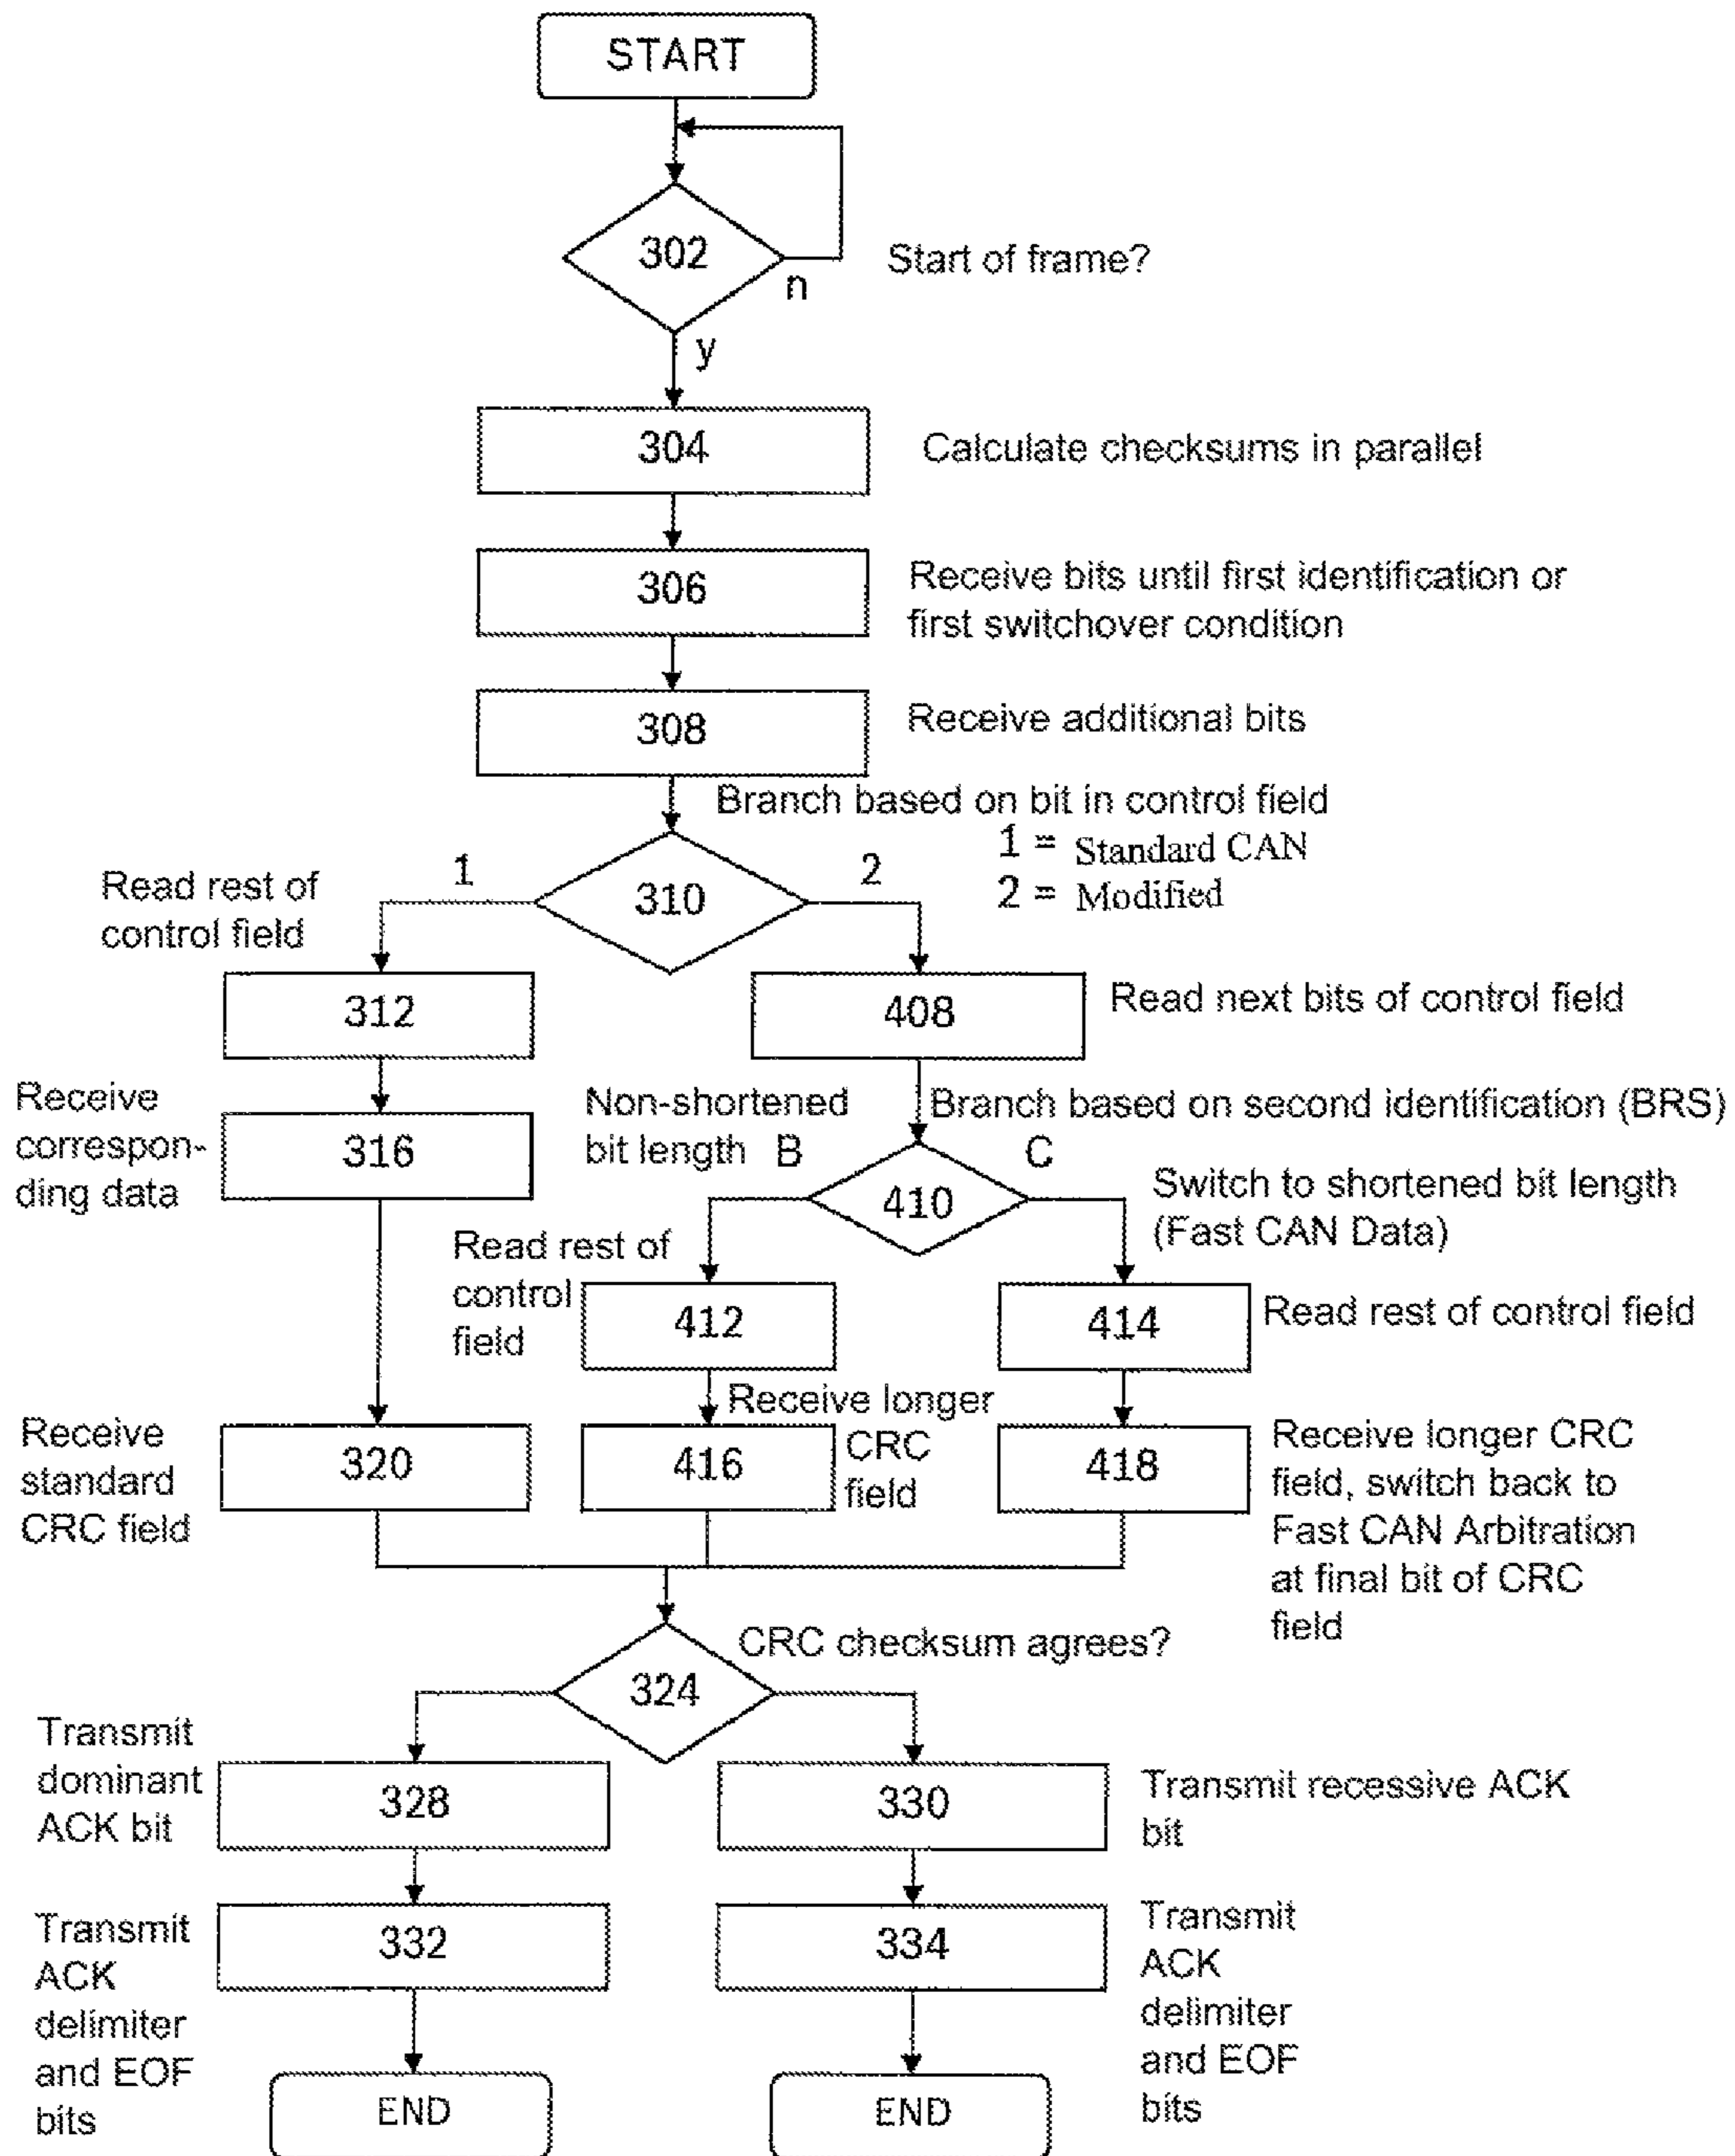 START
302
n
Start of frame?
y
304
Calculate checksums in parallel
306
Receive bits until first identification or
first switchover condition
308
Receive additional bits
Branch based on bit in control field
1 = Standard CAN
2 = Modified
Read rest of
control field
1
310
2
312
408
Read next bits of control field
Receive
correspon-
ding data
316
Non-shortened
bit length
B
Branch based on second identification (BRS)
C
410
Switch to shortened bit length
(Fast CAN Data)
Read rest of
control
field
412
414
Read rest of control field
Receive
standard
CRC field
320
Receive longer
CRC
field
416
418
Receive longer CRC
field, switch back to
Fast CAN Arbitration
at final bit of CRC
field
CRC checksum agrees?
324
Transmit
dominant
ACK bit
328
330
Transmit recessive ACK
bit
Transmit
ACK
delimiter
and EOF
bits
332
334
Transmit
ACK
delimiter
and EOF
bits
END
END